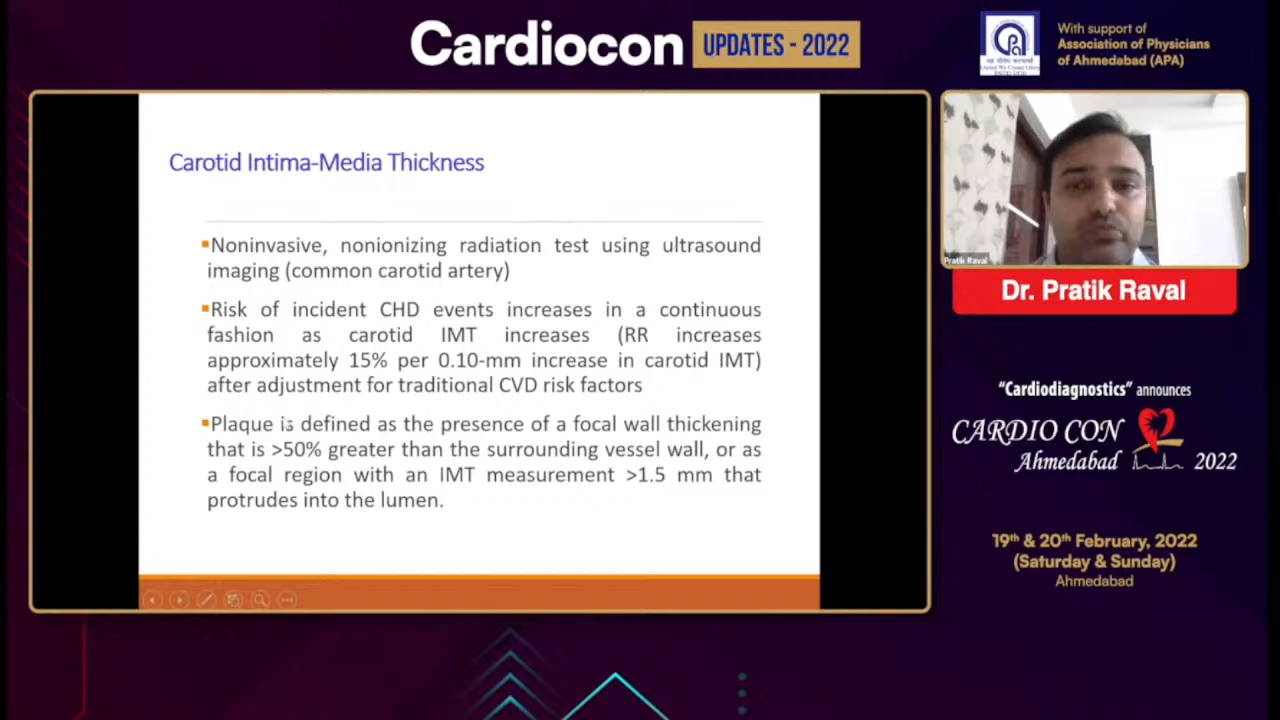 Cardiocon
UPDATES - 2022
With support of
Association of Physicians
of Ahmedabad (APA)
Carotid Intima-Media Thickness
▪Noninvasive, nonionizing radiation test using ultrasound
imaging (common carotid artery)
▪Risk of incident CHD events increases in a continuous
fashion as carotid IMT increases (RR increases
approximately 15% per 0.10-mm increase in carotid IMT)
after adjustment for traditional CVD risk factors
▪Plaque is defined as the presence of a focal wall thickening
that is >50% greater than the surrounding vessel wall, or as
a focal region with an IMT measurement >1.5 mm that
protrudes into the lumen.
Pratik Raval
Dr. Pratik Raval
“Cardiodiagnostics” announces
CARDIO CON
Ahmedabad 2022
19th & 20th February, 2022
(Saturday & Sunday)
Ahmedabad